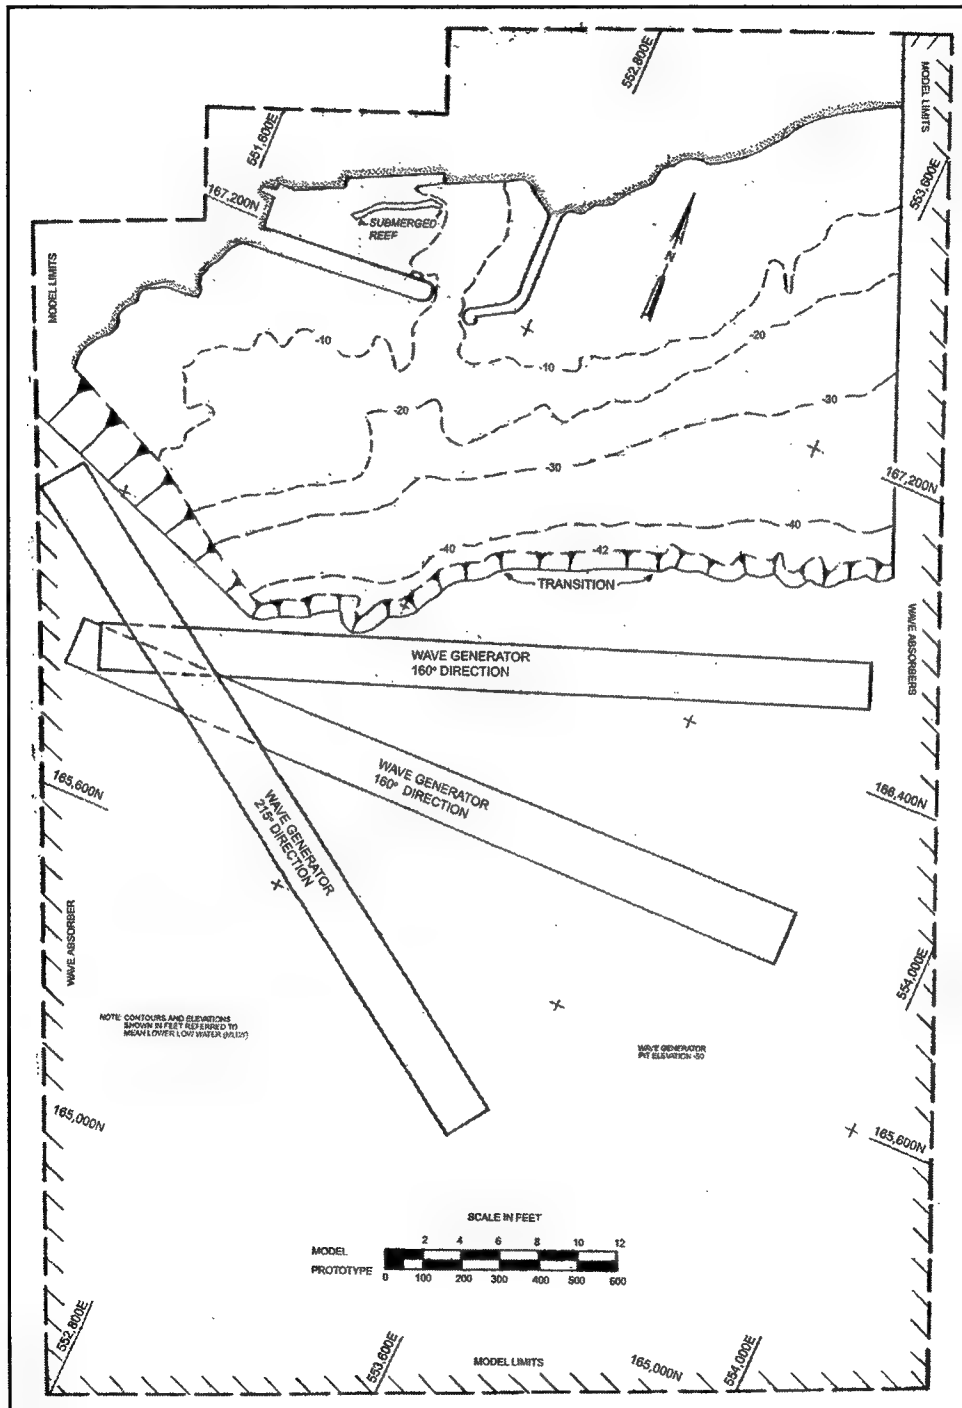 552,800E
MODEL LIMITS
551,600E
553,600E
167,200N
SUBMERGED
REEF
N
MODEL LIMITS
-10
-20
-10
-20
-30
-30
167,200N
-40
-40
-42
TRANSITION
WAVE ABSORBERS
WAVE GENERATOR
160° DIRECTION
165,600N
WAVE GENERATOR
160° DIRECTION
166,400N
WAVE GENERATOR
215° DIRECTION
WAVE ABSORBER
554,000E
NOTE: CONTOURS AND ELEVATIONS
SHOWN IN FEET REFERRED TO
MEAN LOWER LOW WATER
WAVE GENERATOR
PIT ELEVATION -50
165,000N
165,600N
SCALE IN FEET
2 4 6 8 10 12
MODEL
PROTOTYPE
0 100 200 300 400 500 600
552,800E
553,600E
MODEL LIMITS
165,000N
554,000E